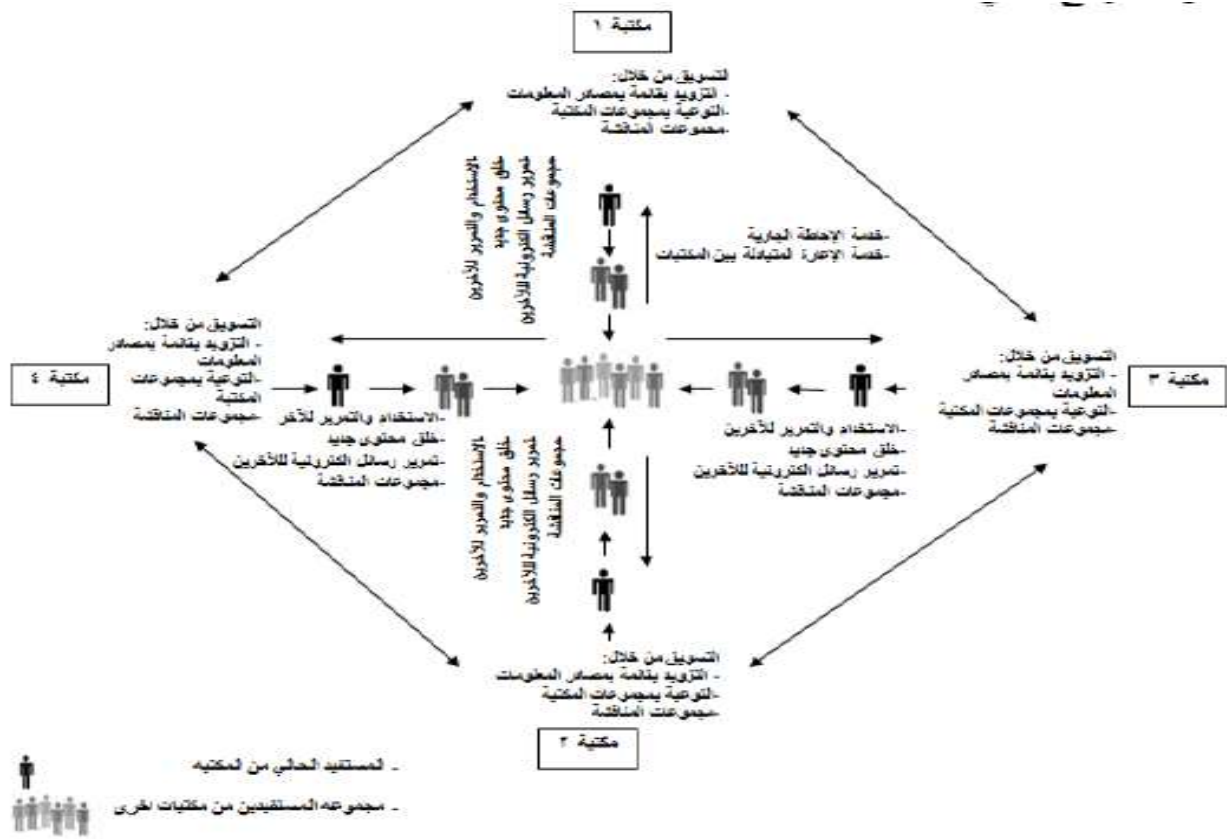 مكتبة ١
التسويق من خلال:
- التزويد بقائمة بمصادر المعلومات
-التوعية بمجموعات المكتبة
-مجموعات المناقشة
-الاستخدام والتمرير للآخرين
خلق محتوى جديد
تمرير رسائل الكترونية للآخرين
مجموعات المناقشة
-خدمة الإحاطة الجارية
-خدمة الإعارة المتبادلة بين المكتبات
التسويق من خلال:
- التزويد بقائمة بمصادر
المعلومات
-التوعية بمجموعات
المكتبة
-مجموعات المناقشة
مكتبة ٤
-الاستخدام والتمرير للآخر
-خلق محتوى جديد
-تمرير رسائل الكترونية للآخرين
-مجموعات المناقشة
التسويق من خلال:
- التزويد بقائمة بمصادر
المعلومات
-التوعية بمجموعات المكتبة
-مجموعات المناقشة
مكتبة ٣
-الاستخدام والتمرير للآخرين
-خلق محتوى جديد
-تمرير رسائل الكترونية للآخرين
-مجموعات المناقشة
-الاستخدام والتمرير للآخرين
خلق محتوى جديد
تمرير رسائل الكترونية للآخرين
مجموعات المناقشة
التسويق من خلال:
- التزويد بقائمة بمصادر المعلومات
-التوعية بمجموعات المكتبة
-مجموعات المناقشة
مكتبة ٢
- المستفيد الحالي من المكتبه
- مجموعه المستفيدين من مكتبات اخرى